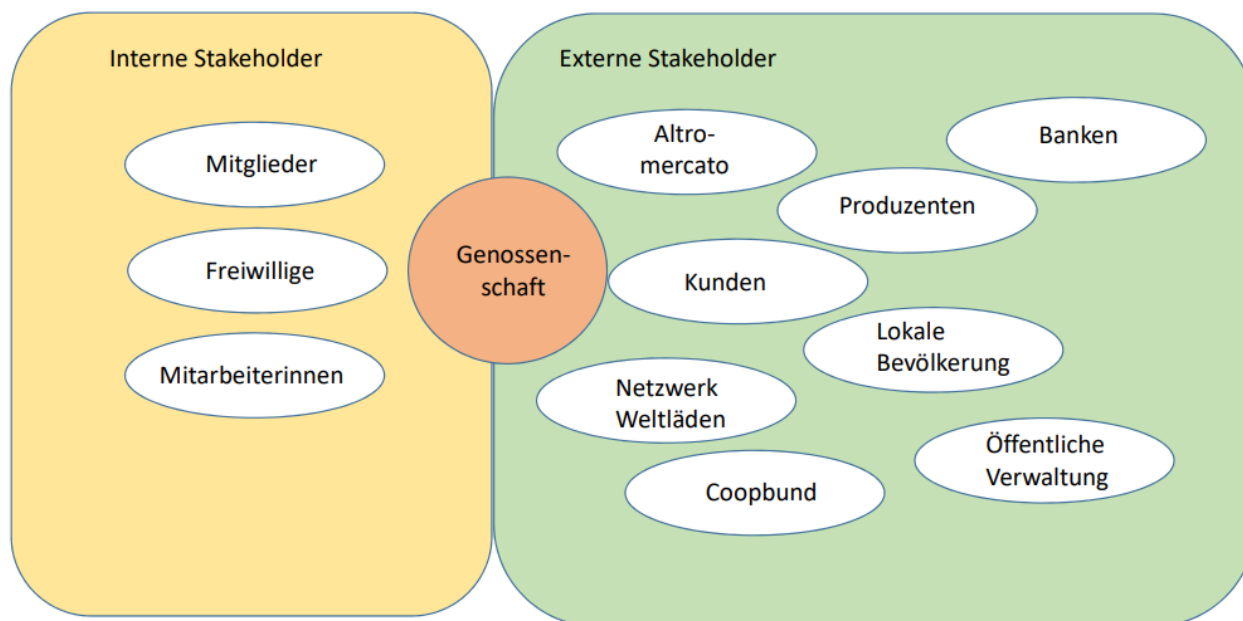 Interne Stakeholder
Mitglieder
Freiwillige
Mitarbeiterinnen
Genossen-
schaft
Externe Stakeholder
Altro-
mercato
Banken
Produzenten
Kunden
Lokale
Bevölkerung
Netzwerk
Weltläden
Öffentliche
Verwaltung
Coopbund